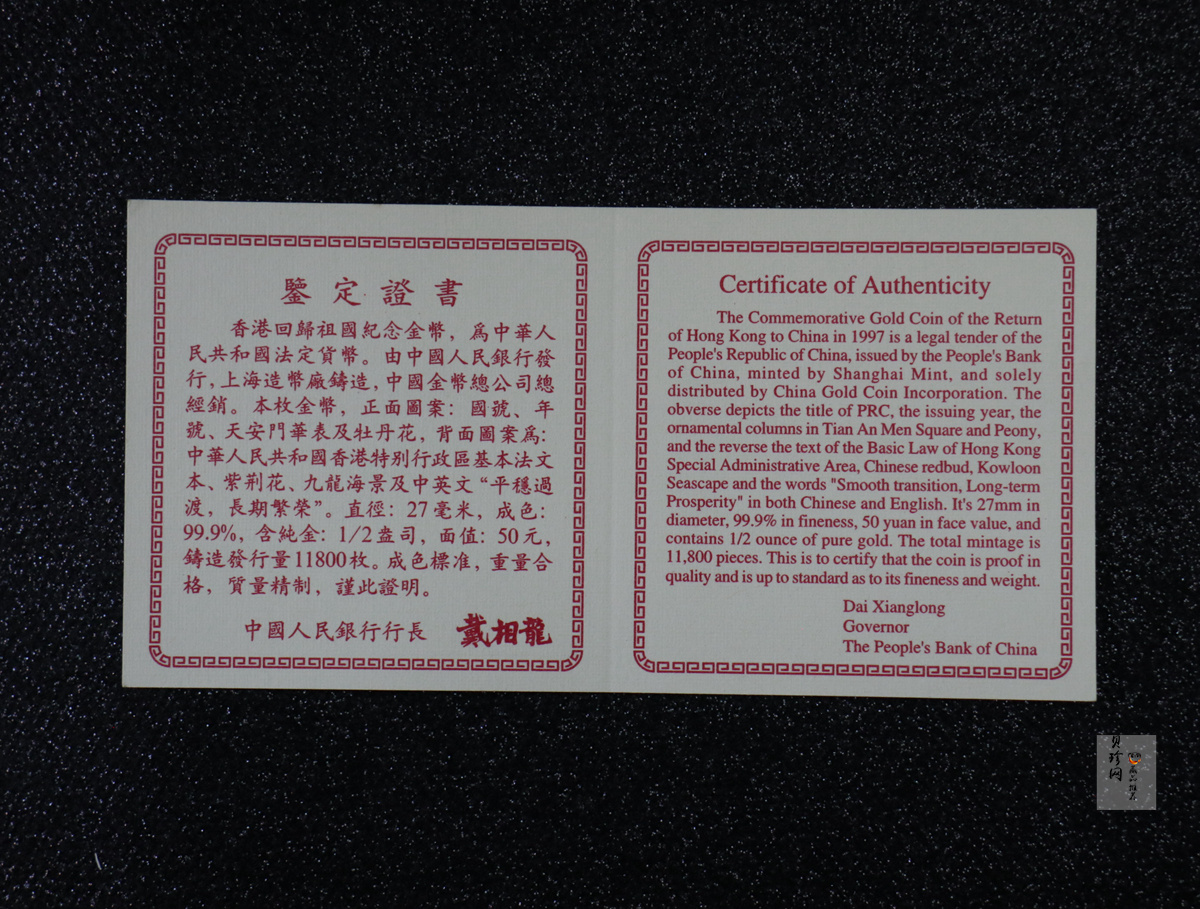 鑒定證書
香港回歸祖國紀念金幣，爲中華人
民共和國法定貨幣。由中國人民銀行發
行，上海造幣廠鑄造，中國金幣總公司總
經銷。本枚金幣，正面圖案：國號、年
號、天安門華表及牡丹花，背面圖案爲：
中華人民共和國香港特别行政區基本法文
本、紫荆花、九龍海景及中英文“平穩過
渡，長期繁榮”。直徑：27毫米，成色：
99.9%，含純金：1/2盎司，面值：50元，
鑄造發行量11800枚。成色標准，重量合
格，質量精制，謹此證明。
中國人民銀行行長 戴相龍
Certificate of Authenticity
The Commemorative Gold Coin of the Return
of Hong Kong to China in 1997 is a legal tender of the
People's Republic of China, issued by the People's Bank
of China, minted by Shanghai Mint, and solely
distributed by China Gold Coin Incorporation. The
obverse depicts the title of PRC, the issuing year, the
ornamental columns in Tian An Men Square and Peony,
and the reverse the text of the Basic Law of Hong Kong
Special Administrative Area, Chinese redbud, Kowloon
Seascape and the words "Smooth transition, Long-term
Prosperity" in both Chinese and English. It's 27mm in
diameter, 99.9% in fineness, 50 yuan in face value, and
contains 1/2 ounce of pure gold. The total mintage is
11,800 pieces. This is to certify that the coin is proof in
quality and is up to standard as to its fineness and weight.
Dai Xianglong
Governor
The People's Bank of China
贝珍网
藏品推荐